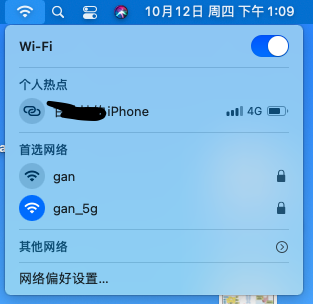 10月12日 周四 下午1:09
Wi-Fi
个人热点
iPhone 4G
首选网络
gan
gan_5g
其他网络
网络偏好设置...